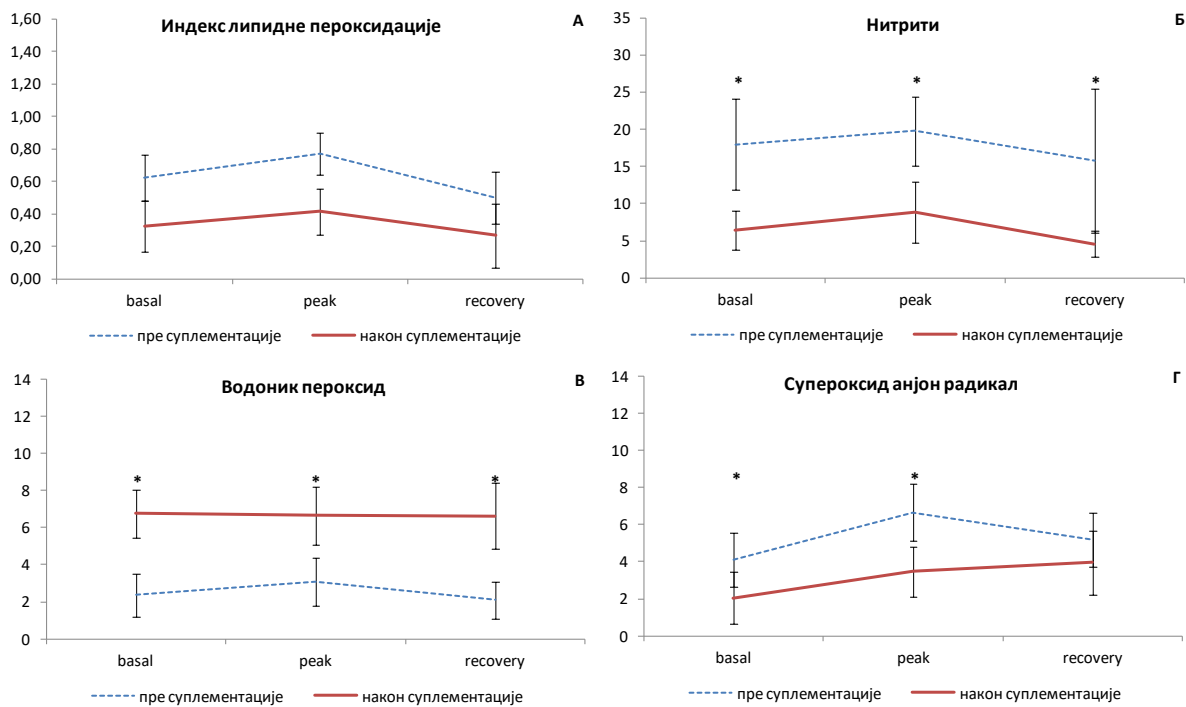 Индекс липидне пероксидације
А
1,60
1,40
1,20
1,00
0,80
0,60
0,40
0,20
0,00
basal peak recovery
пре суплементације након суплементације
Нитрити
Б
35
30
25
20
15
10
5
0
* * *
basal peak recovery
пре суплементације након суплементације
Водоник пероксид
В
14
12
10
8
6
4
2
0
* * *
basal peak recovery
пре суплементације након суплементације
Супероксид анјон радикал
Г
14
12
10
8
6
4
2
0
* *
basal peak recovery
пре суплементације након суплементације